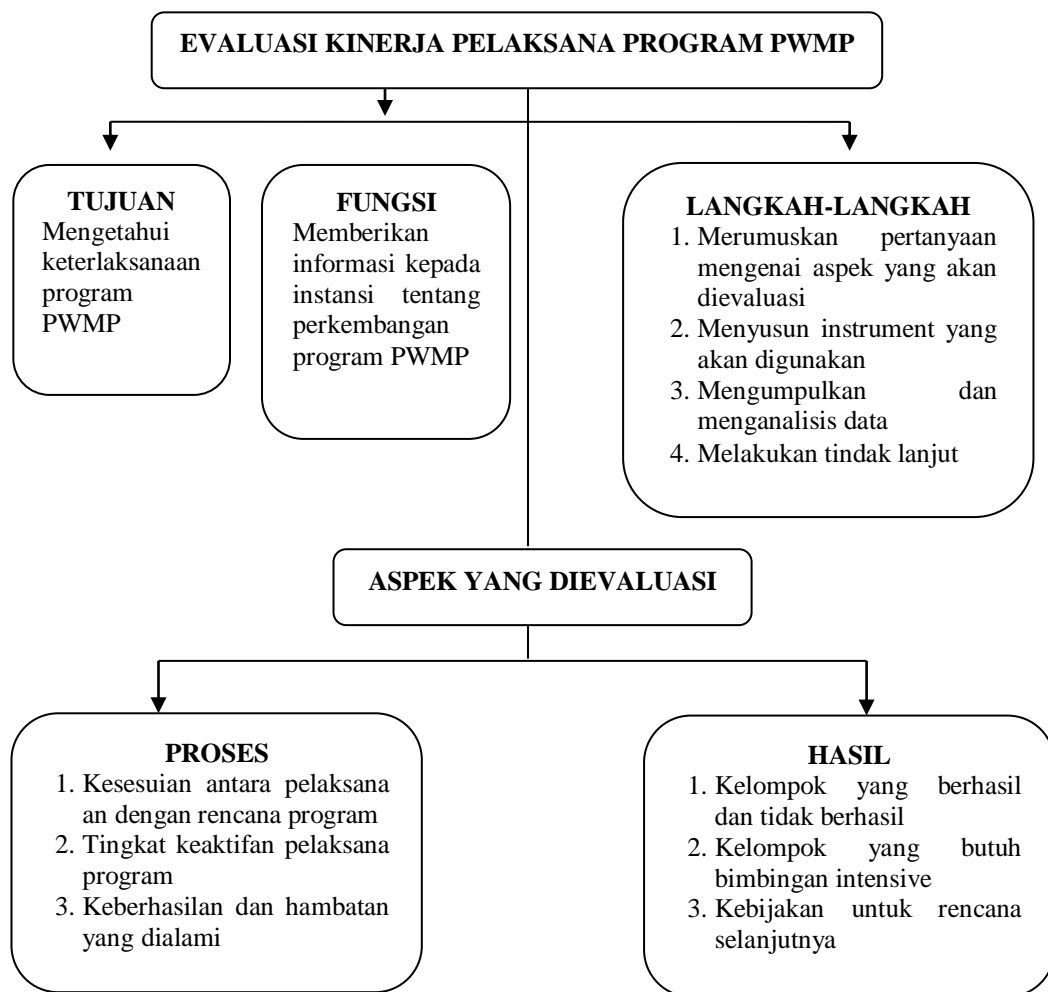 EVALUASI KINERJA PELAKSANA PROGRAM PWMP
TUJUAN
Mengetahui
keterlaksanaan
program
PWMP
FUNGSI
Memberikan
informasi kepada
instansi tentang
perkembangan
program PWMP
LANGKAH-LANGKAH
1. Merumuskan pertanyaan
mengenai aspek yang akan
dievaluasi
2. Menyusun instrument yang
akan digunakan
3. Mengumpulkan dan
menganalisis data
4. Melakukan tindak lanjut
ASPEK YANG DIEVALUASI
PROSES
1. Kesesuian antara pelaksana
an dengan rencana program
2. Tingkat keaktifan pelaksana
program
3. Keberhasilan dan hambatan
yang dialami
HASIL
1. Kelompok yang berhasil
dan tidak berhasil
2. Kelompok yang butuh
bimbingan intensive
3. Kebijakan untuk rencana
selanjutnya